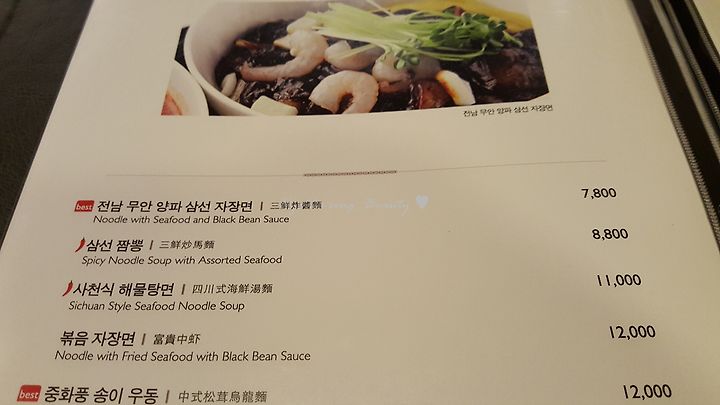 전남 무안 양파 삼선 자장면
best 전남 무안 양파 삼선 자장면 | 三鮮炸醬麵 7,800
Noodle with Seafood and Black Bean Sauce
Beauty ♥
삼선 짬뽕 | 三鮮炒馬麵 8,800
Spicy Noodle Soup with Assorted Seafood
사천식 해물탕면 | 四川式海鮮湯麵 11,000
Sichuan Style Seafood Noodle Soup
볶음 자장면 | 富貴中虾 12,000
Noodle with Fried Seafood with Black Bean Sauce
best 중화풍 송이 우동 | 中式松茸烏龍麵 12,000